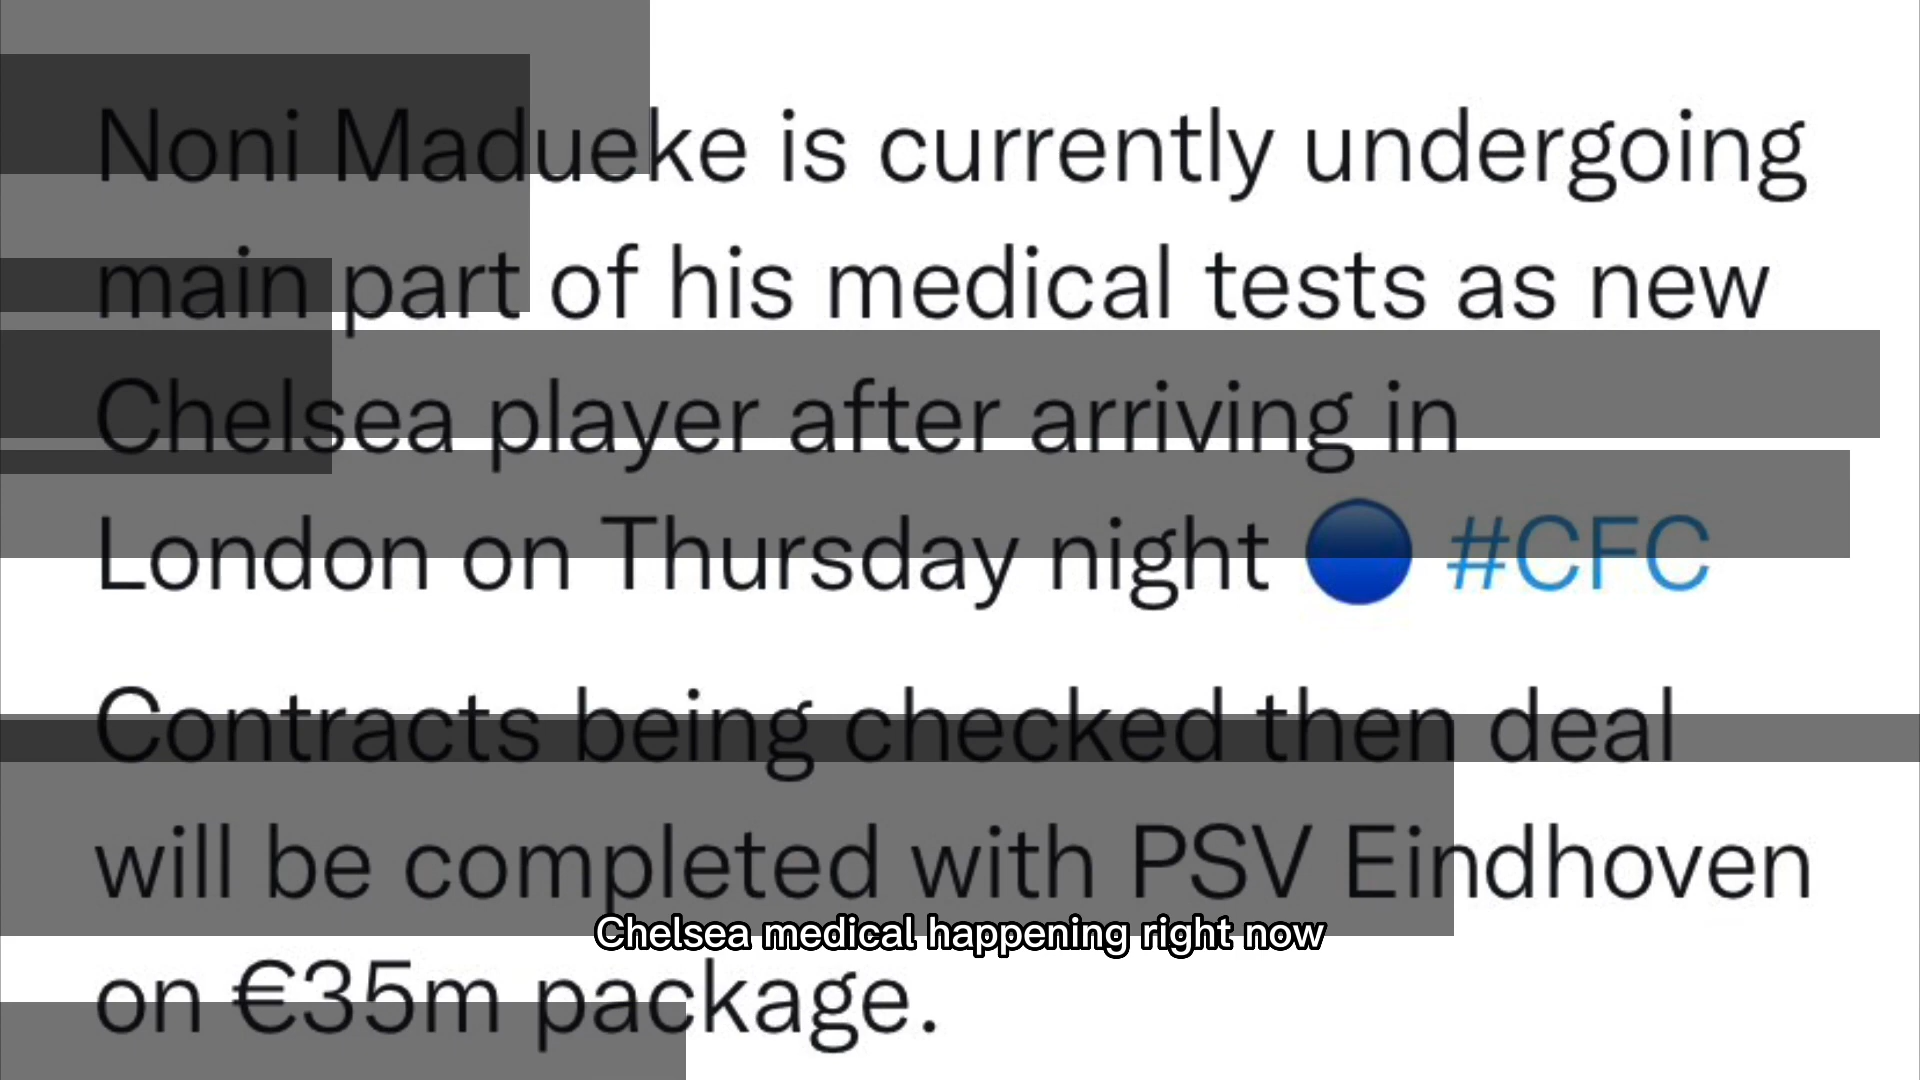 Noni Madueke is currently undergoing
main part of his medical tests as new
Chelsea player after arriving in
London on Thursday night 🔵 #CFC
Contracts being checked then deal
will be completed with PSV Eindhoven
Chelsea medical happening right now
on €35m package.